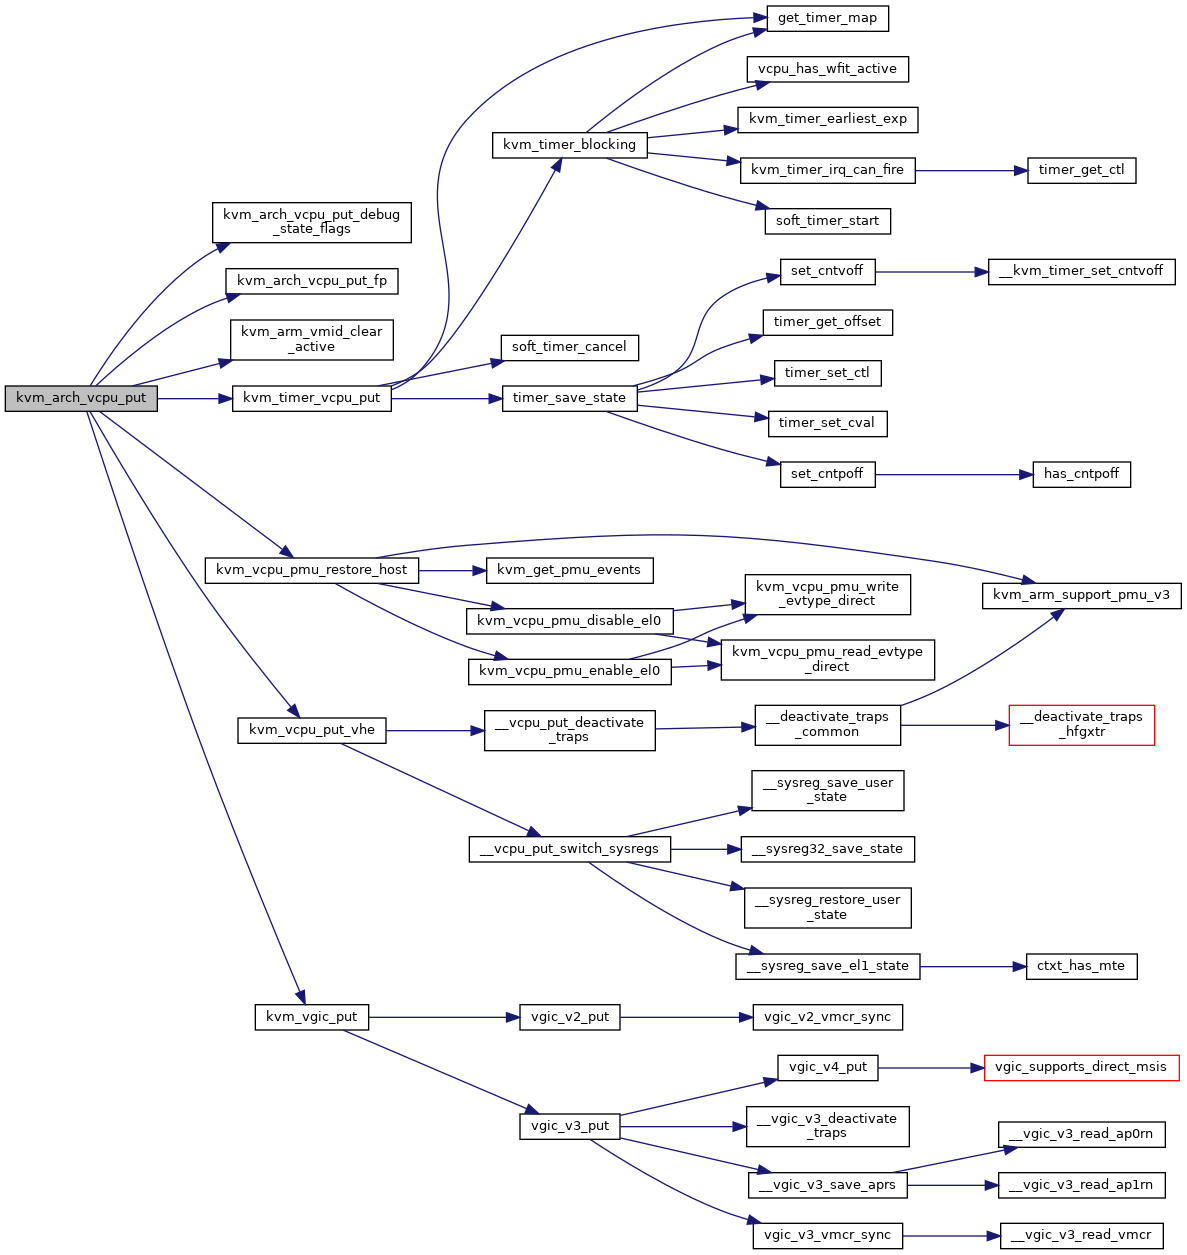 get_timer_map
vcpu_has_wfit_active
kvm_timer_earliest_exp
kvm_timer_blocking
kvm_timer_irq_can_fire
timer_get_ctl
soft_timer_start
kvm_arch_vcpu_put_debug
_state_flags
kvm_arch_vcpu_put_fp
set_cntvoff
__kvm_timer_set_cntvoff
timer_get_offset
kvm_arm_vmid_clear
_active
soft_timer_cancel
timer_set_ctl
kvm_arch_vcpu_put
kvm_timer_vcpu_put
timer_save_state
timer_set_cval
set_cntpoff
has_cntpoff
kvm_vcpu_pmu_restore_host
kvm_get_pmu_events
kvm_vcpu_pmu_write
_evtype_direct
kvm_arm_support_pmu_v3
kvm_vcpu_pmu_disable_el0
kvm_vcpu_pmu_read_evtype
_direct
kvm_vcpu_pmu_enable_el0
kvm_vcpu_put_vhe
__vcpu_put_deactivate
_traps
__deactivate_traps
_common
__deactivate_traps
_hfgxtr
__sysreg_save_user
_state
__vcpu_put_switch_sysregs
__sysreg32_save_state
__sysreg_restore_user
_state
__sysreg_save_el1_state
ctxt_has_mte
kvm_vgic_put
vgic_v2_put
vgic_v2_vmcr_sync
vgic_v4_put
vgic_supports_direct_msis
vgic_v3_put
__vgic_v3_deactivate
_traps
__vgic_v3_read_ap0rn
__vgic_v3_save_aprs
__vgic_v3_read_ap1rn
vgic_v3_vmcr_sync
__vgic_v3_read_vmcr